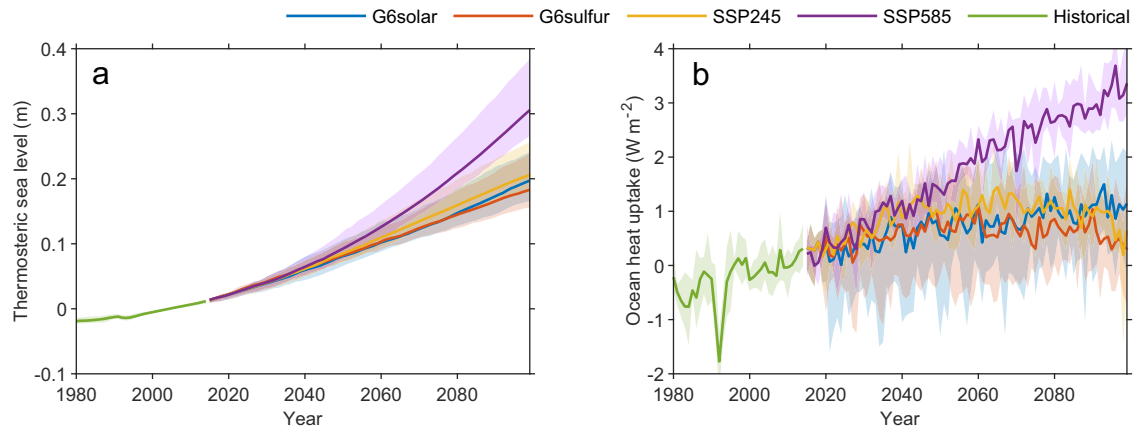 G6solar G6sulfur SSP245 SSP585 Historical
a
Thermosteric sea level (m)
0.4
0.3
0.2
0.1
0
-0.1
1980 2000 2020 2040 2060 2080
Year
b
Ocean heat uptake (W m-2)
4
3
2
1
0
-1
-2
1980 2000 2020 2040 2060 2080
Year